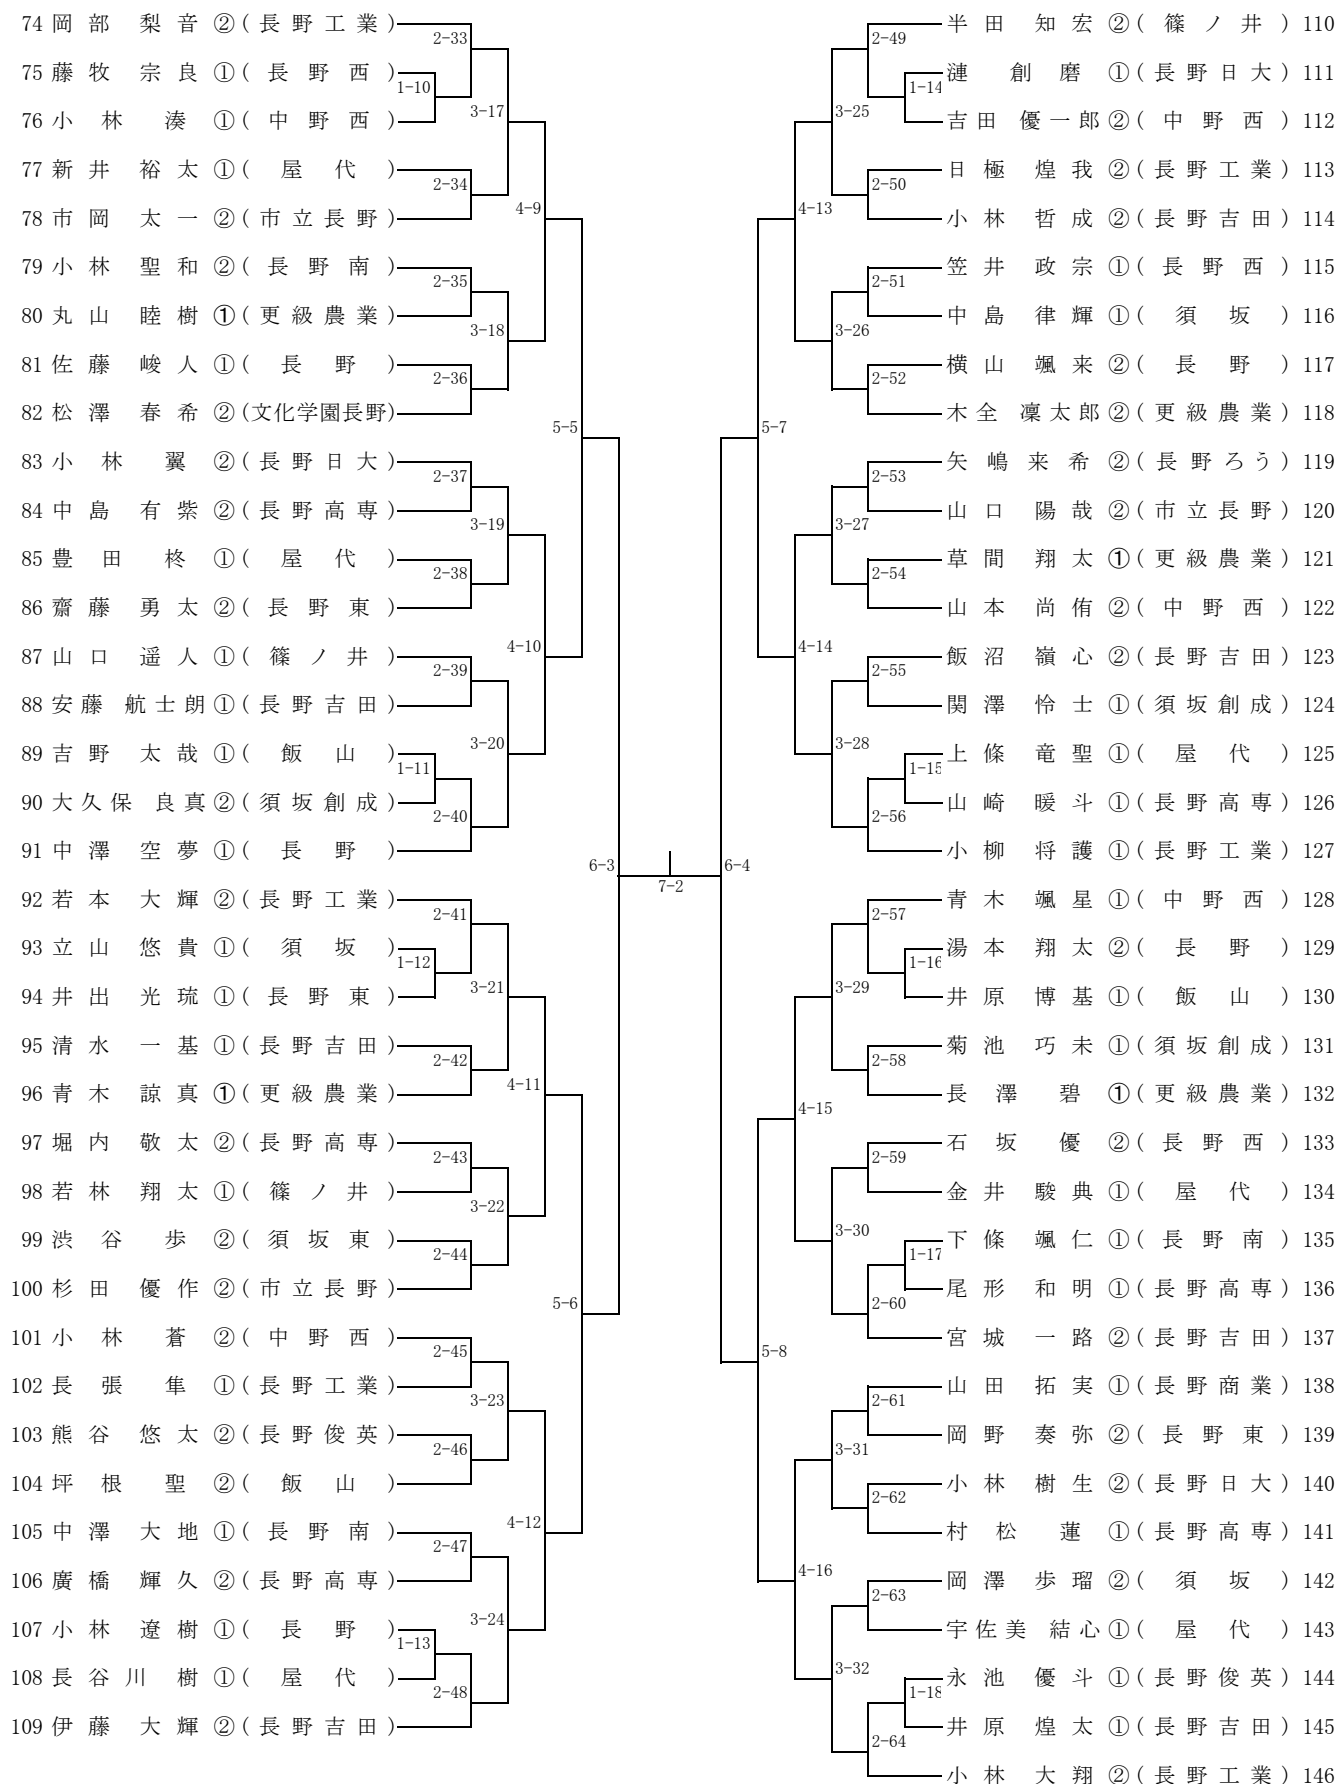 74 岡部 梨音 ② (長野工業)
2-33
75 藤牧 宗良 ① (長野西)
1-10
76 小林 湊 ① (中野西)
3-17
77 新井 裕太 ① (屋代)
2-34
78 市岡 太一 ② (市立長野)
4-9
79 小林 聖和 ② (長野南)
2-35
80 丸山 睦樹 ① (更級農業)
3-18
81 佐藤 峻人 ① (長野)
2-36
82 松澤 春希 ② (文化学園長野)
5-5
83 小林 翼 ② (長野日大)
2-37
84 中島 有紫 ② (長野高専)
3-19
85 豊田 柊 ① (屋代)
2-38
86 齋藤 勇太 ② (長野東)
4-10
87 山口 遥人 ① (篠ノ井)
2-39
88 安藤 航士朗 ① (長野吉田)
3-20
89 吉野 太哉 ① (飯山)
1-11
90 大久保 良真 ② (須坂創成)
2-40
91 中澤 空夢 ① (長野)
6-3
92 若本 大輝 ② (長野工業)
2-41
93 立山 悠貴 ① (須坂)
1-12
94 井出 光琉 ① (長野東)
3-21
95 清水 一基 ① (長野吉田)
2-42
96 青木 諒真 ① (更級農業)
4-11
97 堀内 敬太 ② (長野高専)
2-43
98 若林 翔太 ① (篠ノ井)
3-22
99 渋谷 歩 ② (須坂東)
2-44
100 杉田 優作 ② (市立長野)
5-6
101 小林 蒼 ② (中野西)
2-45
102 長張 隼 ① (長野工業)
3-23
103 熊谷 悠太 ② (長野俊英)
2-46
104 坪根 聖 ② (飯山)
4-12
105 中澤 大地 ① (長野南)
2-47
106 廣橋 輝久 ② (長野高専)
3-24
107 小林 遼樹 ① (長野)
1-13
108 長谷川 樹 ① (屋代)
2-48
109 伊藤 大輝 ② (長野吉田)
7-2
半田 知宏 ② (篠ノ井) 110
2-49
漣 創磨 ① (長野日大) 111
1-14
吉田 優一郎 ② (中野西) 112
3-25
日極 煌我 ② (長野工業) 113
2-50
小林 哲成 ② (長野吉田) 114
4-13
笠井 政宗 ① (長野西) 115
2-51
中島 律輝 ① (須坂) 116
3-26
横山 颯来 ② (長野) 117
2-52
木全 凜太郎 ② (更級農業) 118
5-7
矢嶋 来希 ② (長野ろう) 119
2-53
山口 陽哉 ② (市立長野) 120
3-27
草間 翔太 ① (更級農業) 121
2-54
山本 尚侑 ② (中野西) 122
4-14
飯沼 嶺心 ② (長野吉田) 123
2-55
関澤 怜士 ① (須坂創成) 124
3-28
上條 竜聖 ① (屋代) 125
1-15
山崎 暖斗 ① (長野高専) 126
2-56
小柳 将護 ① (長野工業) 127
6-4
青木 颯星 ① (中野西) 128
2-57
湯本 翔太 ② (長野) 129
1-16
井原 博基 ① (飯山) 130
3-29
菊池 巧未 ① (須坂創成) 131
2-58
長澤 碧 ① (更級農業) 132
4-15
石坂 優 ② (長野西) 133
2-59
金井 駿典 ① (屋代) 134
3-30
下條 颯仁 ① (長野南) 135
1-17
尾形 和明 ① (長野高専) 136
2-60
宮城 一路 ② (長野吉田) 137
5-8
山田 拓実 ① (長野商業) 138
2-61
岡野 奏弥 ② (長野東) 139
3-31
小林 樹生 ② (長野日大) 140
2-62
村松 蓮 ① (長野高専) 141
4-16
岡澤 歩瑠 ② (須坂) 142
2-63
宇佐美 結心 ① (屋代) 143
3-32
永池 優斗 ① (長野俊英) 144
1-18
井原 煌太 ① (長野吉田) 145
2-64
小林 大翔 ② (長野工業) 146